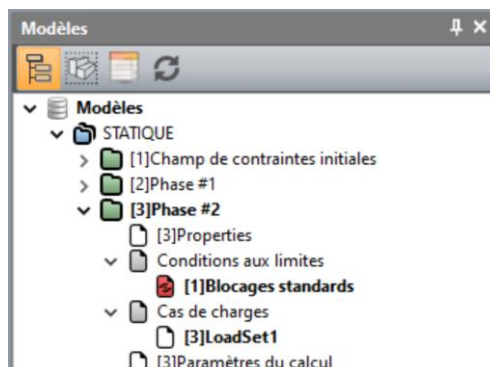 Modèles
Modèles
STATIQUE
[1]Champ de contraintes initiales
[2]Phase #1
[3]Phase #2
[3]Properties
Conditions aux limites
[1]Blocages standards
Cas de charges
[3]LoadSet1
[3]Paramètres du calcul